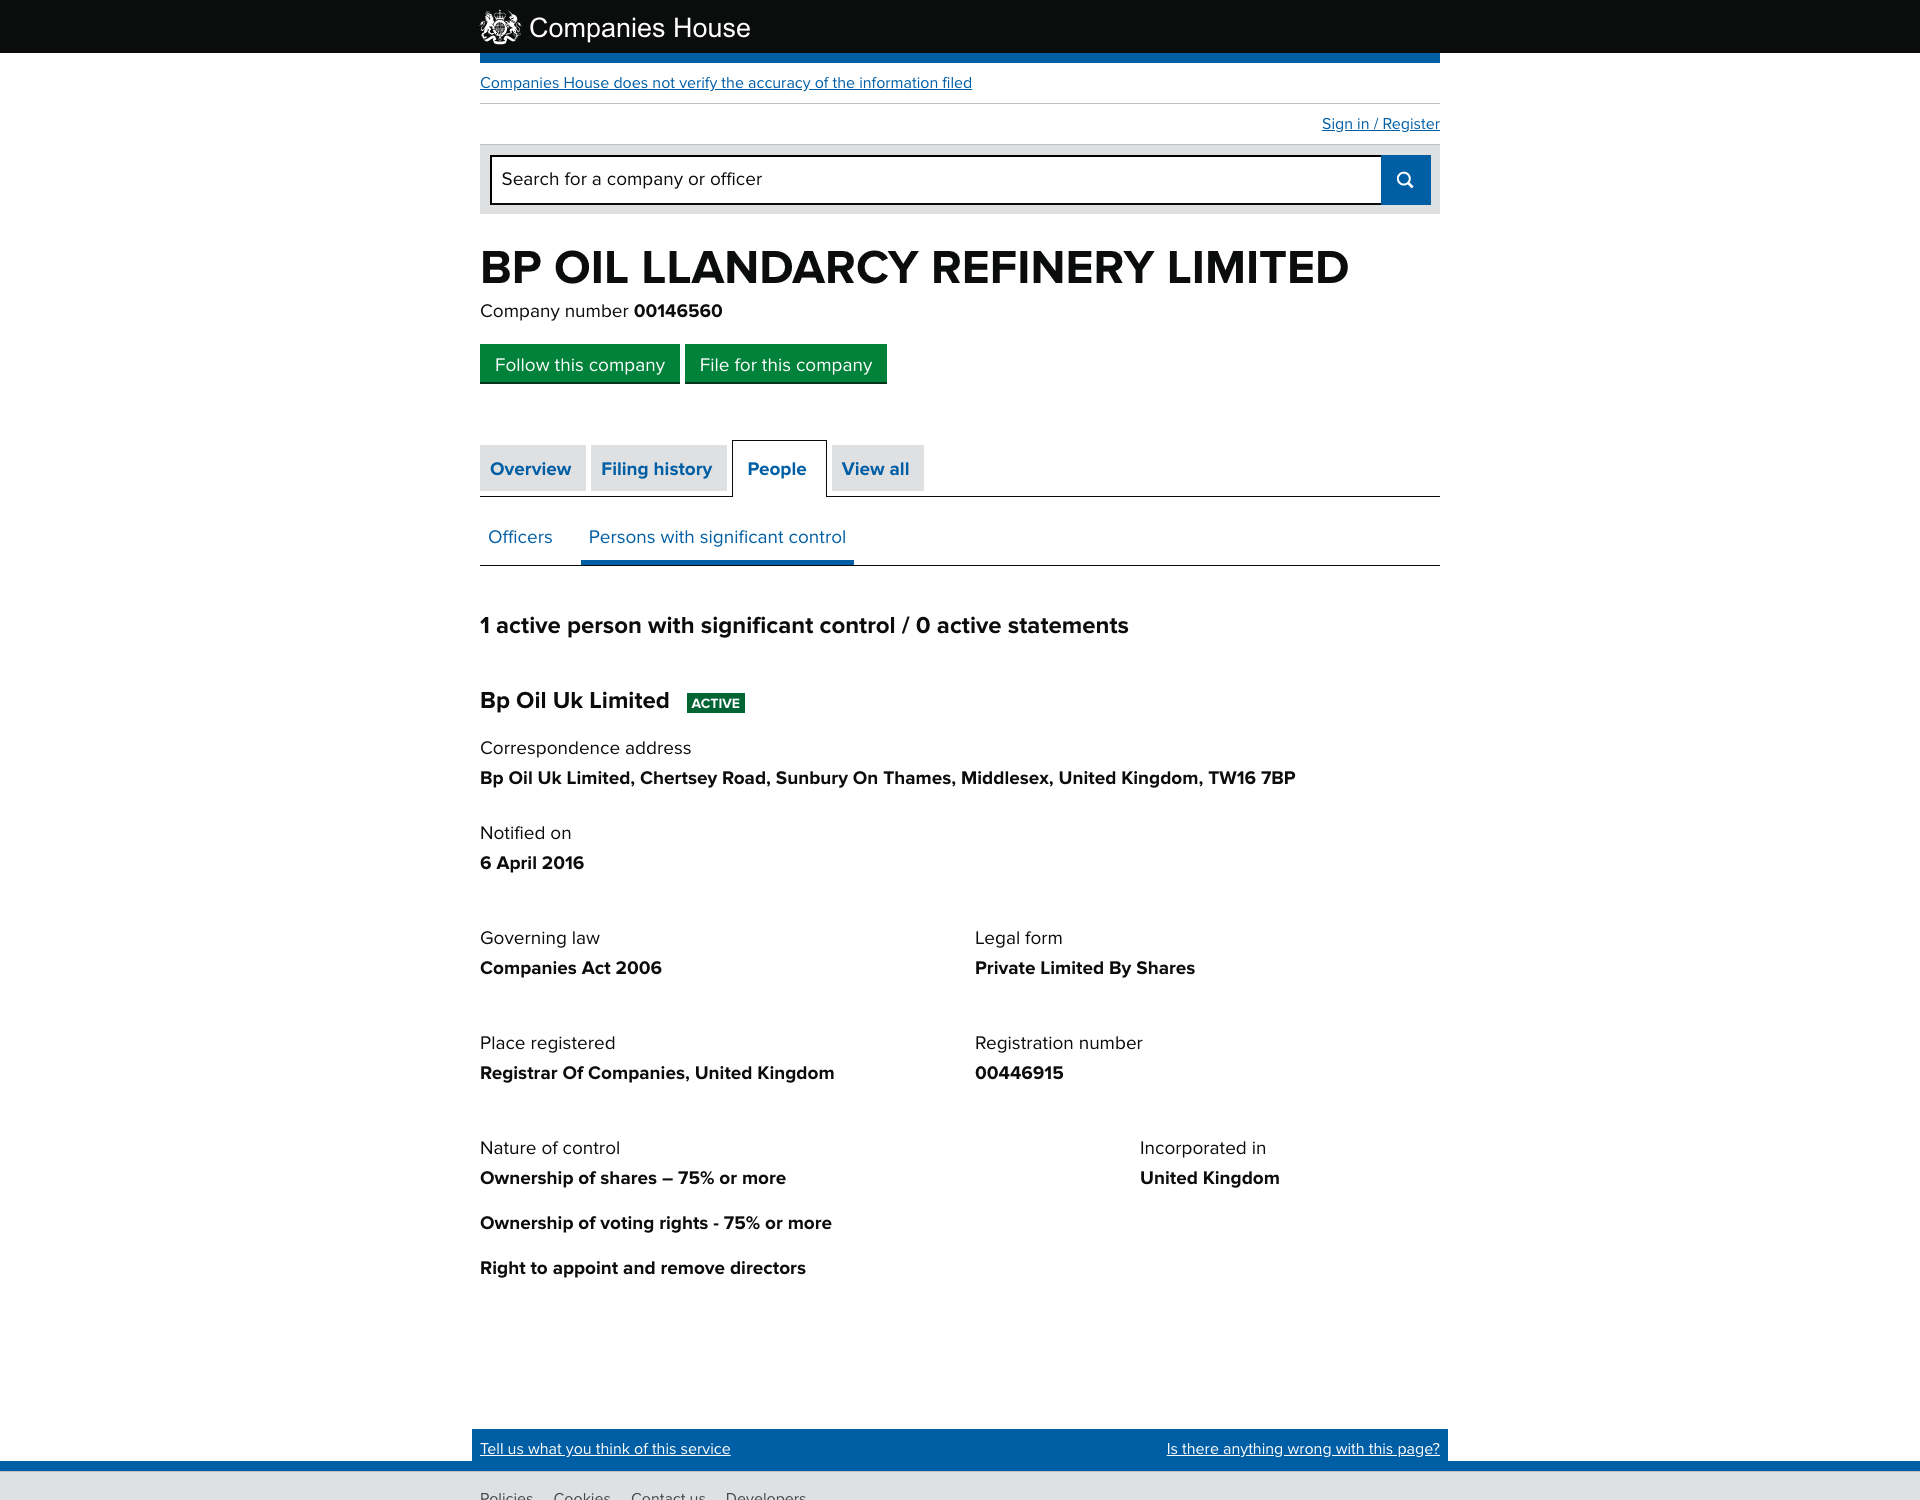 Companies House
Companies House does not verify the accuracy of the information filed
Sign in / Register
Search for a company or officer
BP OIL LLANDARCY REFINERY LIMITED
Company number 00146560
Follow this company File for this company
Overview Filing history People View all
Officers Persons with significant control
1 active person with significant control / 0 active statements
Bp Oil Uk Limited ACTIVE
Correspondence address
Bp Oil Uk Limited, Chertsey Road, Sunbury On Thames, Middlesex, United Kingdom, TW16 7BP
Notified on
6 April 2016
Governing law Legal form
Companies Act 2006 Private Limited By Shares
Place registered Registration number
Registrar Of Companies, United Kingdom 00446915
Nature of control Incorporated in
Ownership of shares – 75% or more United Kingdom
Ownership of voting rights - 75% or more
Right to appoint and remove directors
Tell us what you think of this service Is there anything wrong with this page?
Policies Cookies Contact us Developers